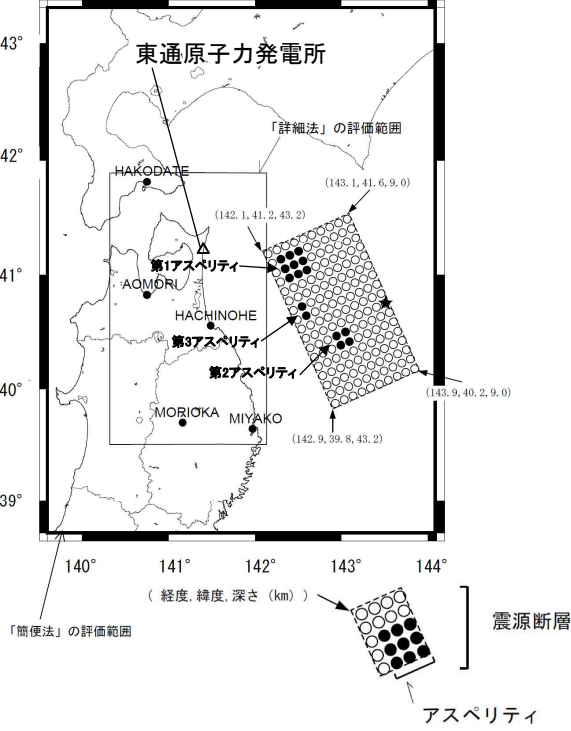 43°
東通原子力発電所
「詳細法」の評価範囲
42°
HAKODATE
(143.1, 41.6, 9.0)
(142.1, 41.2, 43.2)
第1アスペリティ
41°
AOMORI
HACHINOHE
第3アスペリティ
第2アスペリティ
40°
(143.9, 40.2, 9.0)
MORIOKA
MIYAKO
(142.9, 39.8, 43.2)
39°
140°
141°
142°
143°
144°
( 経度, 緯度, 深さ (km) )
震源断層
「簡便法」の評価範囲
アスペリティ